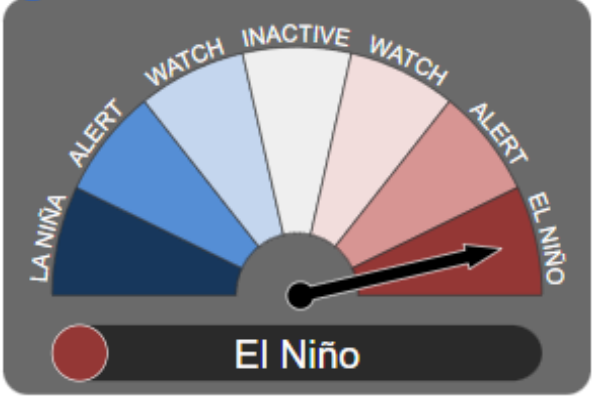 LA NIÑA
ALERT
WATCH
INACTIVE
WATCH
ALERT
EL NIÑO
El Niño